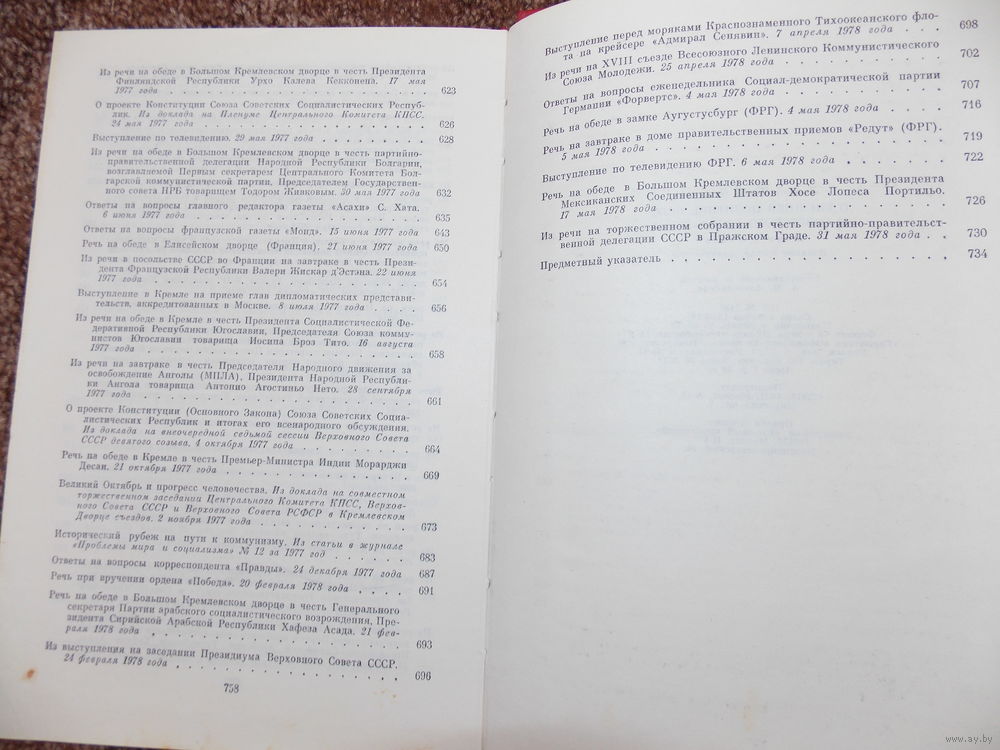 Из речи на обеде в Большом Кремлевском дворце в честь Президента
Финляндской Республики Урхо Калева Кекконена. 17 мая
1977 года . . . . . . . . . . . . . . . . . 623
О проекте Конституции Союза Советских Социалистических Респуб-
лик. Из доклада на Пленуме Центрального Комитета КПСС.
24 мая 1977 года . . . . . . . . . . . . . . 626
Выступление по телевидению. 29 мая 1977 года . . . . . . . . 628
Из речи на обеде в Большом Кремлевском дворце в честь партийно-
правительственной делегации Народной Республики Болгарии,
возглавляемой Первым секретарем Центрального Комитета Бол-
гарской коммунистической партии, Председателем Государствен-
ного совета НРБ товарищем Тодором Живковым. 30 мая 1977 года 632
Ответы на вопросы главного редактора газеты «Асахи» С. Хата.
6 июня 1977 года . . . . . . . . . . . . . . 635
Ответы на вопросы французской газеты «Монд». 15 июня 1977 года 643
Речь на обеде в Елисейском дворце (Франция). 21 июня 1977 года 650
Из речи в посольстве СССР во Франции на завтраке в честь Прези-
дента Французской Республики Валери Жискар д'Эстэна. 22 июня
1977 года . . . . . . . . . . . . . . . . . 654
Выступление в Кремле на приеме глав дипломатических представи-
тельств, аккредитованных в Москве. 8 июля 1977 года . . . . 656
Из речи на обеде в Кремле в честь Президента Социалистической Фе-
деративной Республики Югославии, Председателя Союза комму-
нистов Югославии товарища Иосипа Броз Тито. 16 августа
1977 года . . . . . . . . . . . . . . . . . 658
Из речи на завтраке в честь Председателя Народного движения за
освобождение Анголы (МПЛА), Президента Народной Республи-
ки Ангола товарища Антонио Агостиньо Нето. 28 сентября
1977 года . . . . . . . . . . . . . . . . . 661
О проекте Конституции (Основного Закона) Союза Советских Социа-
листических Республик и итогах его всенародного обсуждения.
Из доклада на внеочередной седьмой сессии Верховного Совета
СССР девятого созыва. 4 октября 1977 года . . . . . . . . 664
Речь на обеде в Кремле в честь Премьер-Министра Индии Морарджи
Десаи. 21 октября 1977 года . . . . . . . . . . . . 669
Великий Октябрь и прогресс человечества. Из доклада на совместном
торжественном заседании Центрального Комитета КПСС, Верхов-
ного Совета СССР и Верховного Совета РСФСР в Кремлевском
Дворце съездов. 2 ноября 1977 года . . . . . . . . . . 673
Исторический рубеж на пути к коммунизму. Из статьи в журнале
«Проблемы мира и социализма» № 12 за 1977 год . . . . . . 683
Ответы на вопросы корреспондента «Правды». 24 декабря 1977 года 687
Речь при вручении ордена «Победа». 20 февраля 1978 года . . . . 691
Речь на обеде в Большом Кремлевском дворце в честь Генерального
секретаря Партии арабского социалистического возрождения, Пре-
зидента Сирийской Арабской Республики Хафеза Асада. 21 фев-
раля 1978 года . . . . . . . . . . . . . . . 693
Из выступления на заседании Президиума Верховного Совета СССР.
24 февраля 1978 года . . . . . . . . . . . . . 696
758
Выступление перед моряками Краснознаменного Тихоокеанского фло-
та на крейсере «Адмирал Сенявин». 7 апреля 1978 года . . . 698
Из речи на XVIII съезде Всесоюзного Ленинского Коммунистического
Союза Молодежи. 25 апреля 1978 года . . . . . . . . . 702
Ответы на вопросы еженедельника Социал-демократической партии
Германии «Форвертс». 4 мая 1978 года . . . . . . . . . 707
Речь на обеде в замке Аугустусбург (ФРГ). 4 мая 1978 года . . . 716
Речь на завтраке в доме правительственных приемов «Редут» (ФРГ).
5 мая 1978 года . . . . . . . . . . . . . . . 719
Выступление по телевидению ФРГ. 6 мая 1978 года . . . . . . 722
Речь на обеде в Большом Кремлевском дворце в честь Президента
Мексиканских Соединенных Штатов Хосе Лопеса Портильо.
17 мая 1978 года . . . . . . . . . . . . . . 726
Из речи на торжественном собрании в честь партийно-правительст-
венной делегации СССР в Пражском Граде. 31 мая 1978 года . . 730
Предметный указатель . . . . . . . . . . . . . . 734
www.ay.by